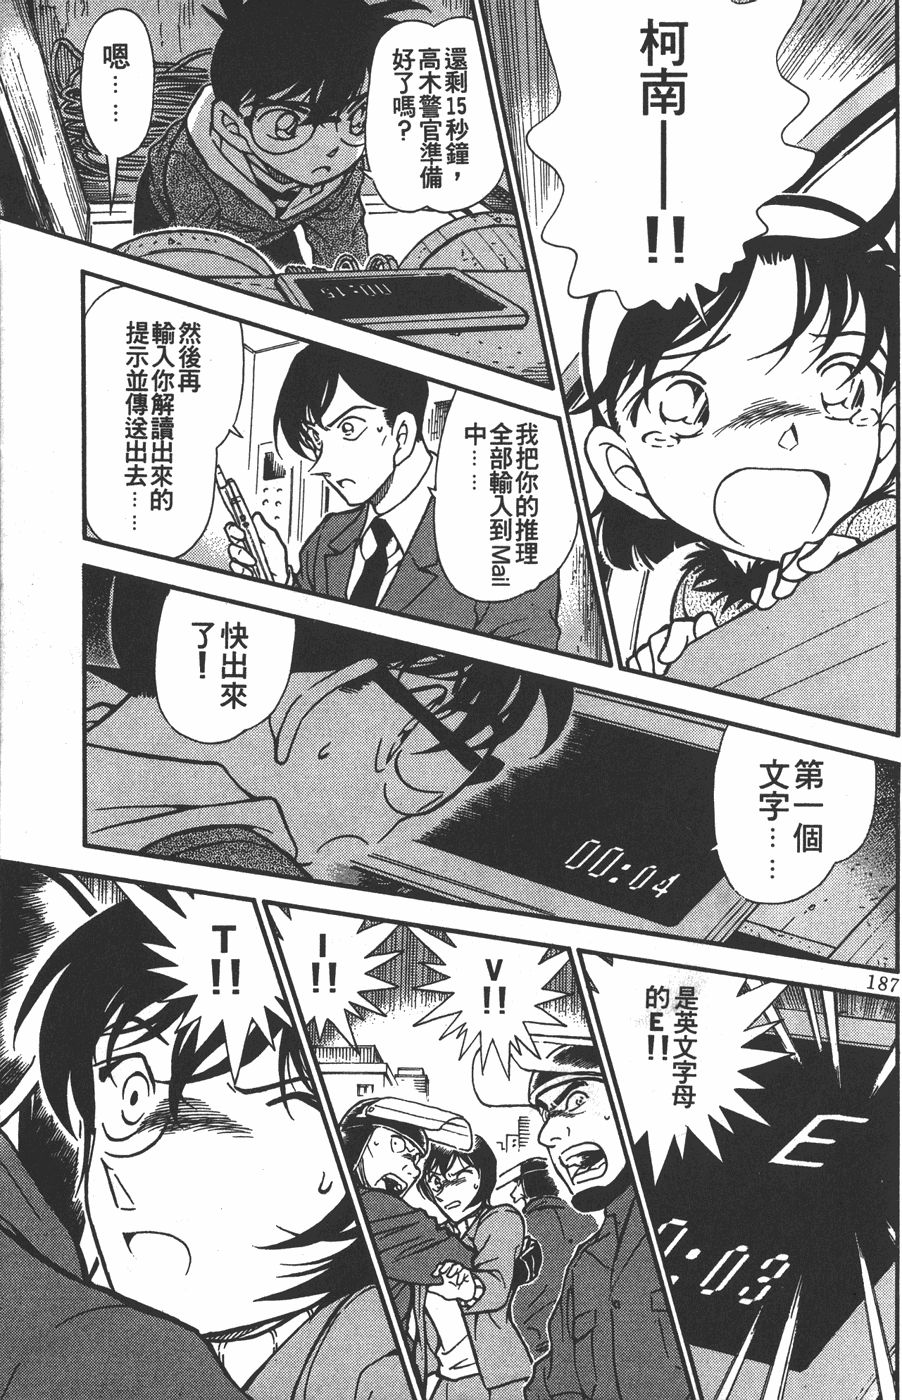 柯南——!!
還剩15秒鐘，
高木警官準備
好了嗎？
嗯……
00:15
我把你的推理
全部輸入到Mail
中……
然後再
輸入你解讀出來的
提示並傳送出去……
第一個
文字……
快出來
了！
00:04
187
是英文字母
的E!!
E
00:03
V!!
I!!
T!!